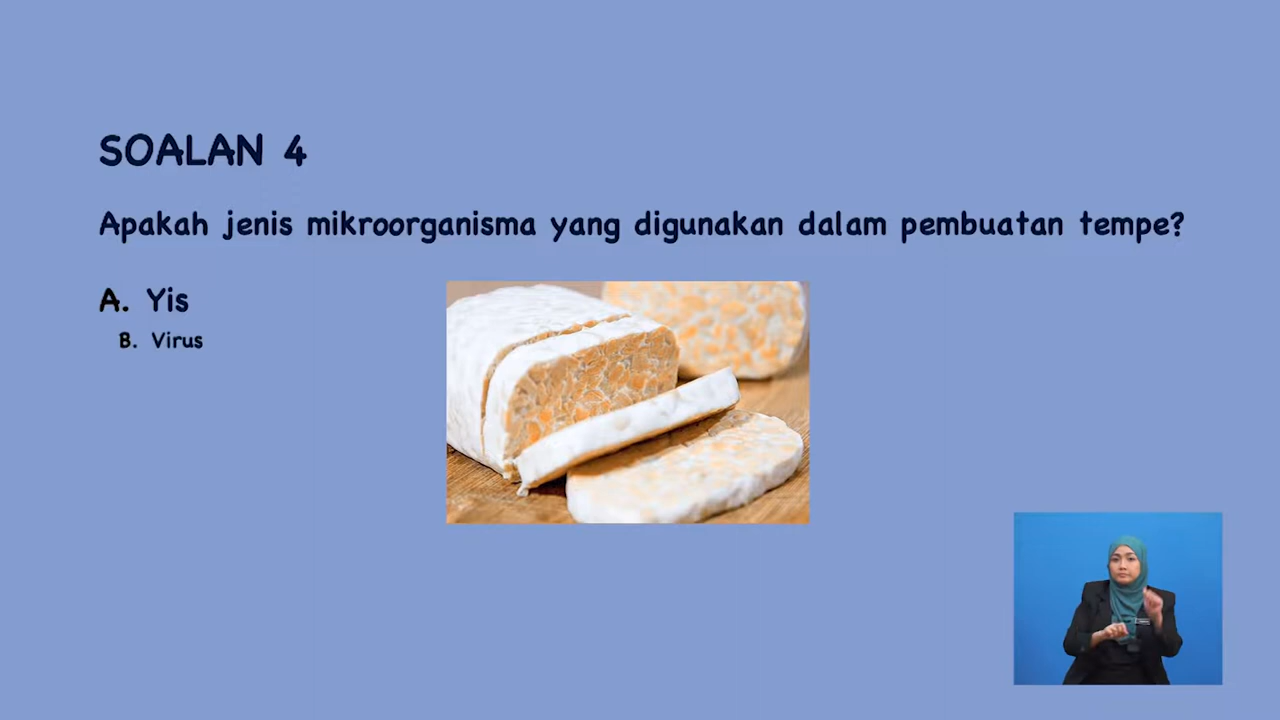 SOALAN 4
Apakah jenis mikroorganisma yang digunakan dalam pembuatan tempe?
A. Yis
B. Virus